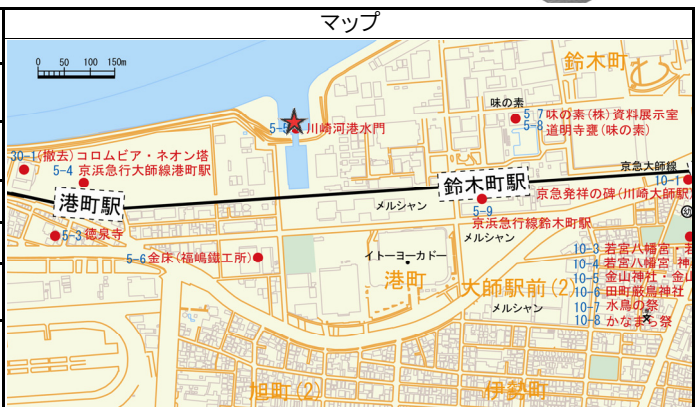 マップ
0 50 100 150m
鈴木町
味の素
5-7 味の素(株)資料展示室
5-8 道明寺甕(味の素)
5-5 川崎河港水門
30-1(撤去)コロムビア・ネオン塔
5-4 京浜急行大師線港町駅
京急大師線
10-1
港町駅
鈴木町駅
京急発祥の碑(川崎大師駅)
メルシャン
5-9
京浜急行線鈴木町駅
5-3 徳泉寺
メルシャン
5-6 金床(福嶋鐵工所)
イトーヨーカドー
港町
10-3 若宮八幡宮・若
10-4 若宮八幡宮 神
10-5 金山神社・金山
10-6 田町厳島神社
10-7 水鳥の祭
10-8 かなまら祭
大師駅前(2)
メルシャン
旭町(2)
伊勢町